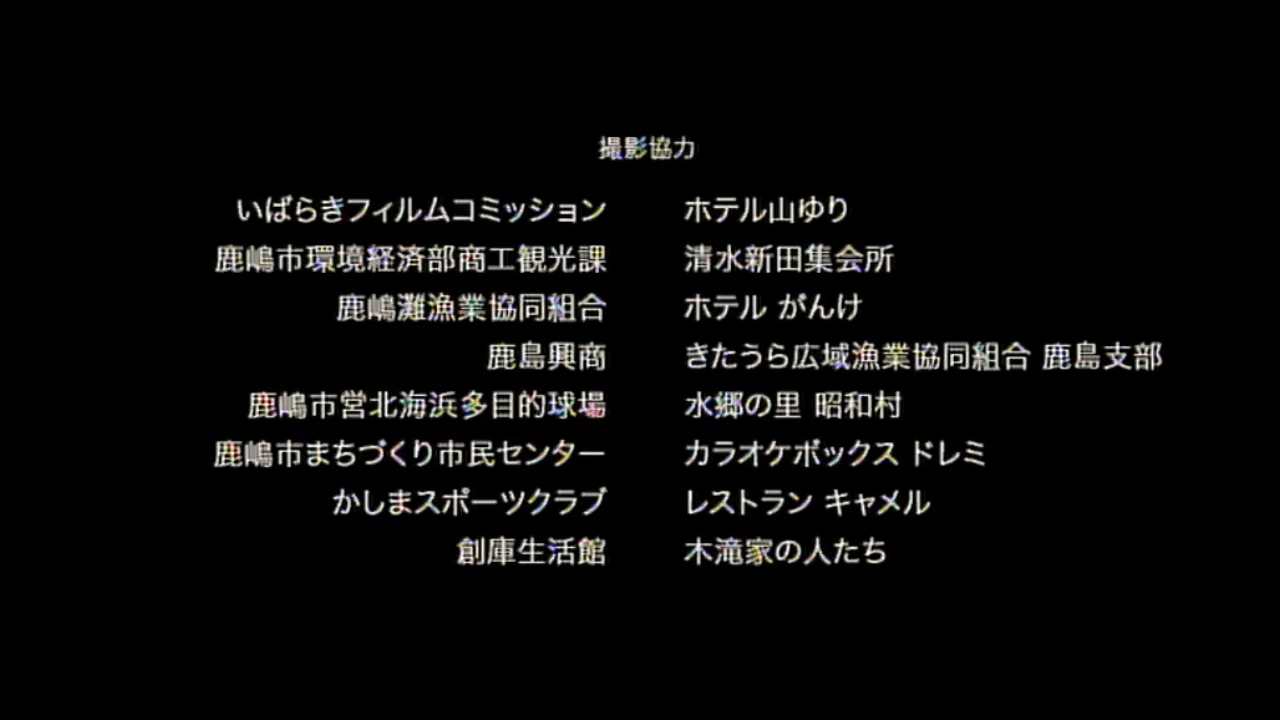 撮影協力
いばらきフィルムコミッション
鹿嶋市環境経済部商工観光課
鹿嶋灘漁業協同組合
鹿島興商
鹿嶋市営北海浜多目的球場
鹿嶋市まちづくり市民センター
かしまスポーツクラブ
創庫生活館
ホテル山ゆり
清水新田集会所
ホテル がんけ
きたうら広域漁業協同組合 鹿島支部
水郷の里 昭和村
カラオケボックス ドレミ
レストラン キャメル
木滝家の人たち